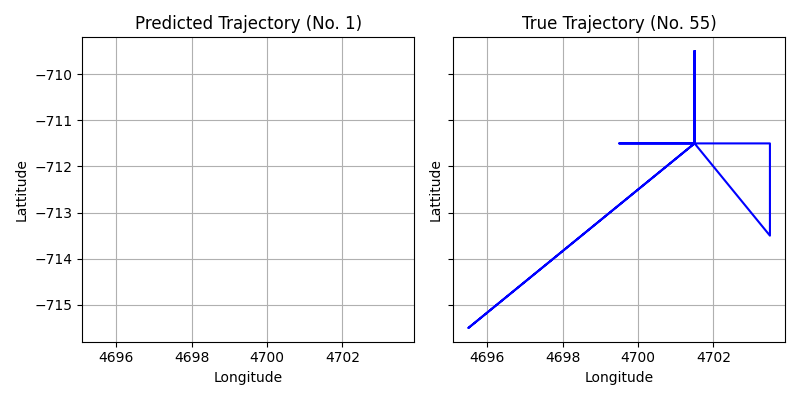 Predicted Trajectory (No. 1)
−710
−711
−712
−713
−714
−715
Lattitude
4696 4698 4700 4702
Longitude
True Trajectory (No. 55)
Lattitude
4696 4698 4700 4702
Longitude